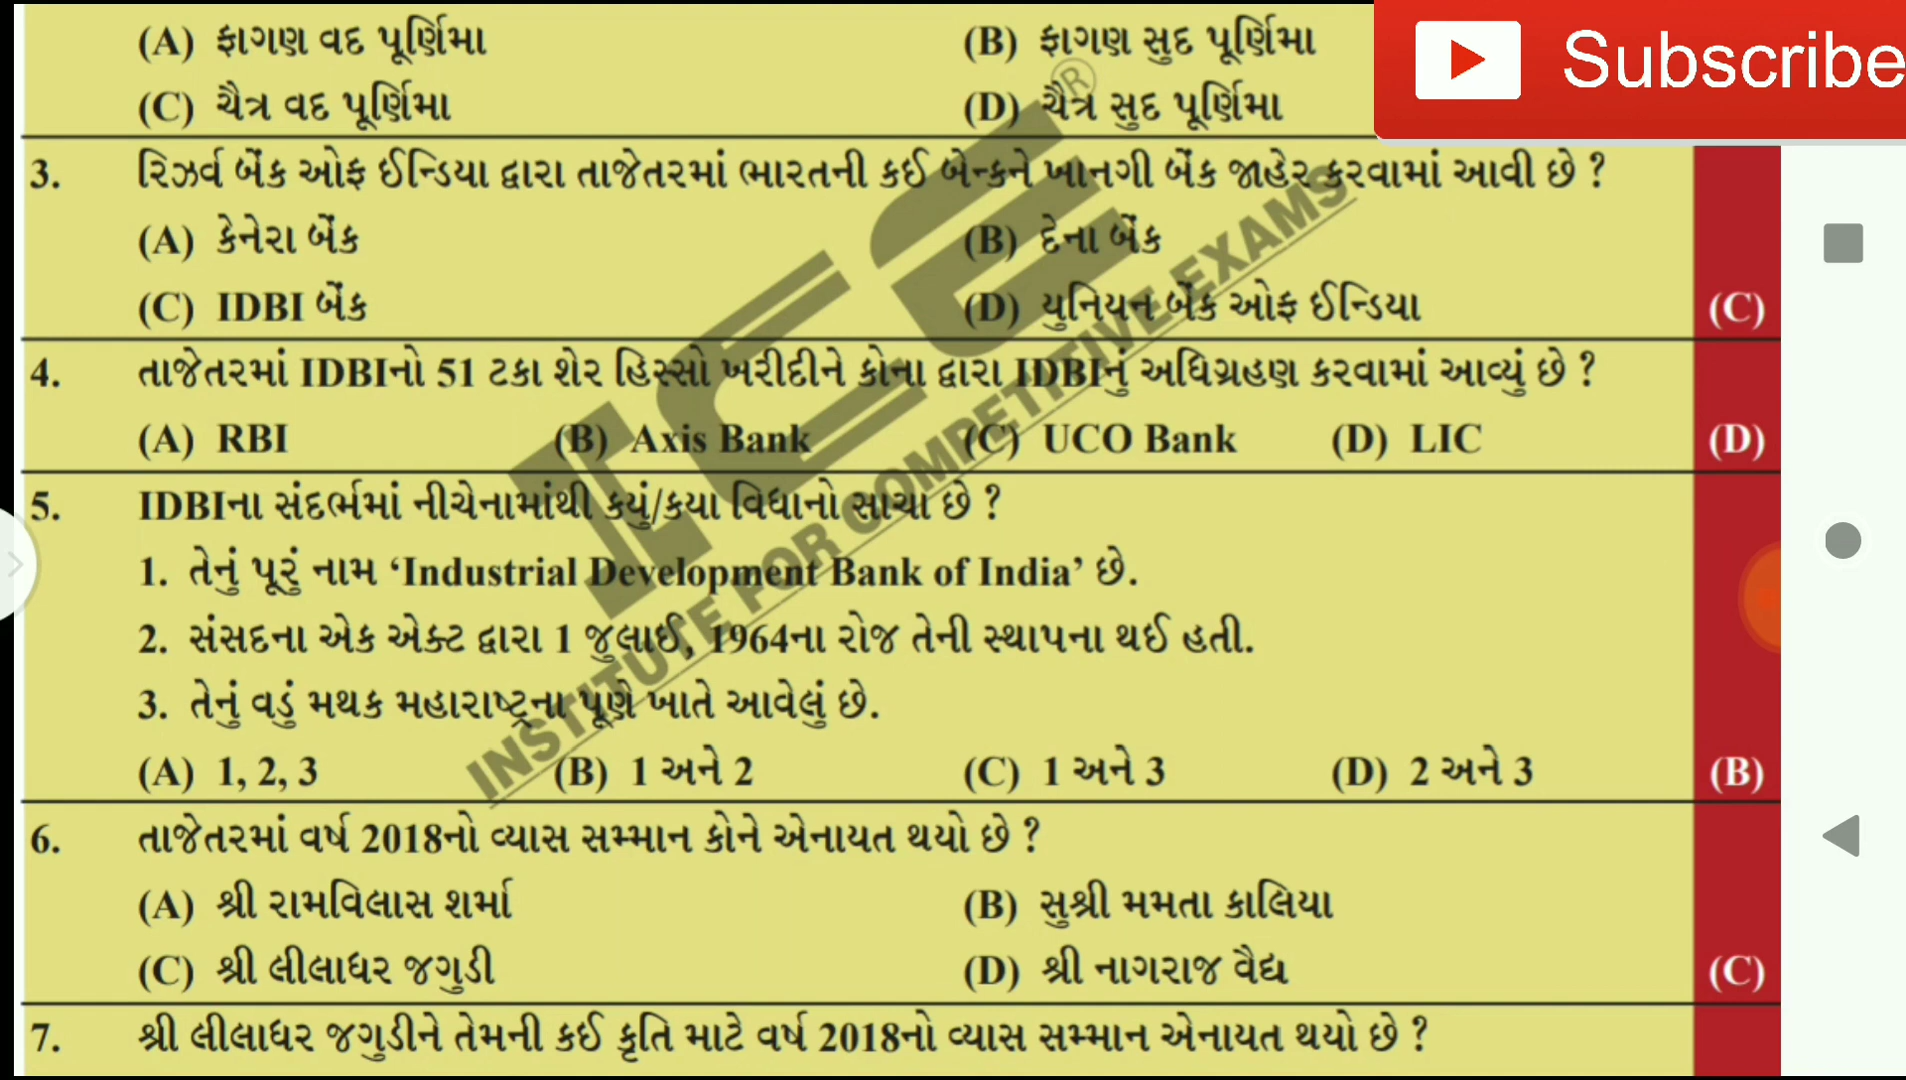 (A) ફાગણ વદ પૂર્ણિમા (B) ફાગણ સુદ પૂર્ણિમા
Subscribe
(C) ચૈત્ર વદ પૂર્ણિમા (D) ચૈત્ર સુદ પૂર્ણિમા
3. રિઝર્વ બેંક ઓફ ઈન્ડિયા દ્વારા તાજેતરમાં ભારતની કઈ બેન્કને ખાનગી બેંક જાહેર કરવામાં આવી છે ?
(A) કેનેરા બેંક (B) દેના બેંક
(C) IDBI બેંક (D) યુનિયન બેંક ઓફ ઈન્ડિયા (C)
4. તાજેતરમાં IDBIનો 51 ટકા શેર હિસ્સો ખરીદીને કોના દ્વારા IDBIનું અધિગ્રહણ કરવામાં આવ્યું છે ?
(A) RBI (B) Axis Bank (C) UCO Bank (D) LIC (D)
5. IDBIના સંદર્ભમાં નીચેનામાંથી કયું/કયા વિધાનો સાચા છે ?
1. તેનું પૂરું નામ ‘Industrial Development Bank of India’ છે.
2. સંસદના એક એક્ટ દ્વારા 1 જુલાઈ, 1964ના રોજ તેની સ્થાપના થઈ હતી.
3. તેનું વડું મથક મહારાષ્ટ્રના પૂણે ખાતે આવેલું છે.
(A) 1, 2, 3 (B) 1 અને 2 (C) 1 અને 3 (D) 2 અને 3 (B)
6. તાજેતરમાં વર્ષ 2018નો વ્યાસ સમ્માન કોને એનાયત થયો છે ?
(A) શ્રી રામવિલાસ શર્મા (B) સુશ્રી મમતા કાલિયા
(C) શ્રી લીલાધર જગુડી (D) શ્રી નાગરાજ વૈદ્ય (C)
7. શ્રી લીલાધર જગુડીને તેમની કઈ કૃતિ માટે વર્ષ 2018નો વ્યાસ સમ્માન એનાયત થયો છે ?
ICE ®
INSTITUTE FOR COMPETITIVE EXAMS